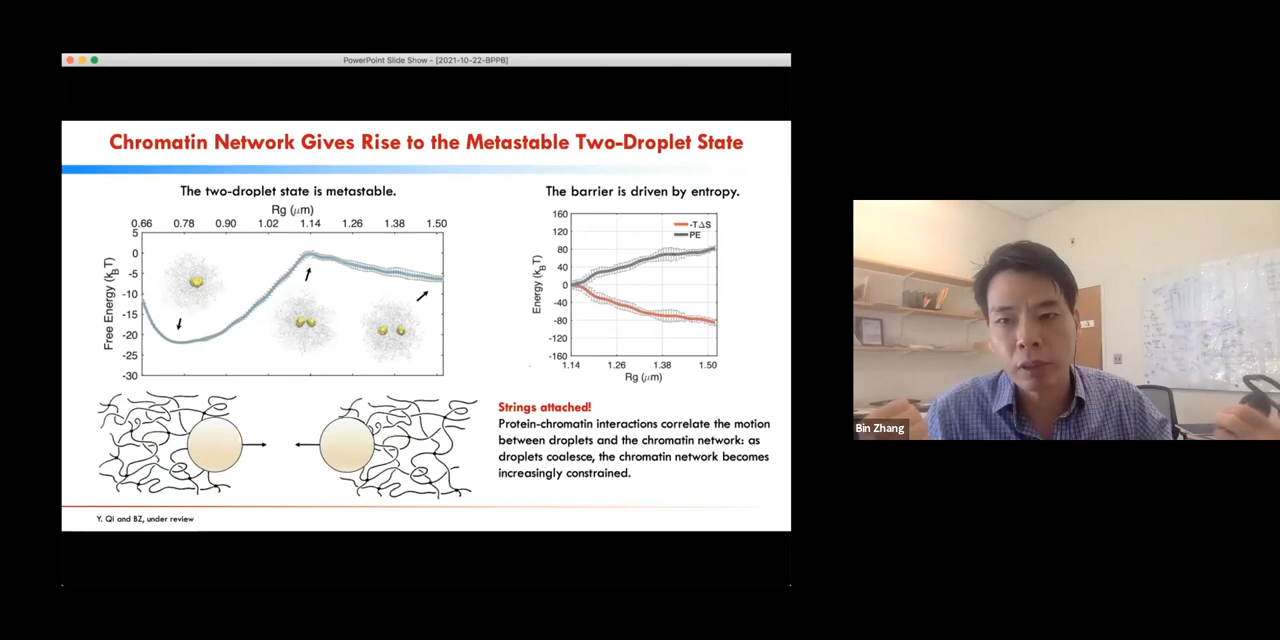 PowerPoint Slide Show - [2021-10-22-BPPB]
Chromatin Network Gives Rise to the Metastable Two-Droplet State
The two-droplet state is metastable.
Rg (μm)
0.66 0.78 0.90 1.02 1.14 1.26 1.38 1.50
5
0
-5
-10
-15
-20
-25
-30
Free Energy (kBT)
The barrier is driven by entropy.
160
120
80
40
0
-40
-80
-120
-160
Energy (kBT)
-TΔS
PE
1.14 1.26 1.38 1.50
Rg (μm)
Strings attached!
Protein-chromatin interactions correlate the motion
between droplets and the chromatin network: as
droplets coalesce, the chromatin network becomes
increasingly constrained.
Y. Qi and BZ, under review
Bin Zhang